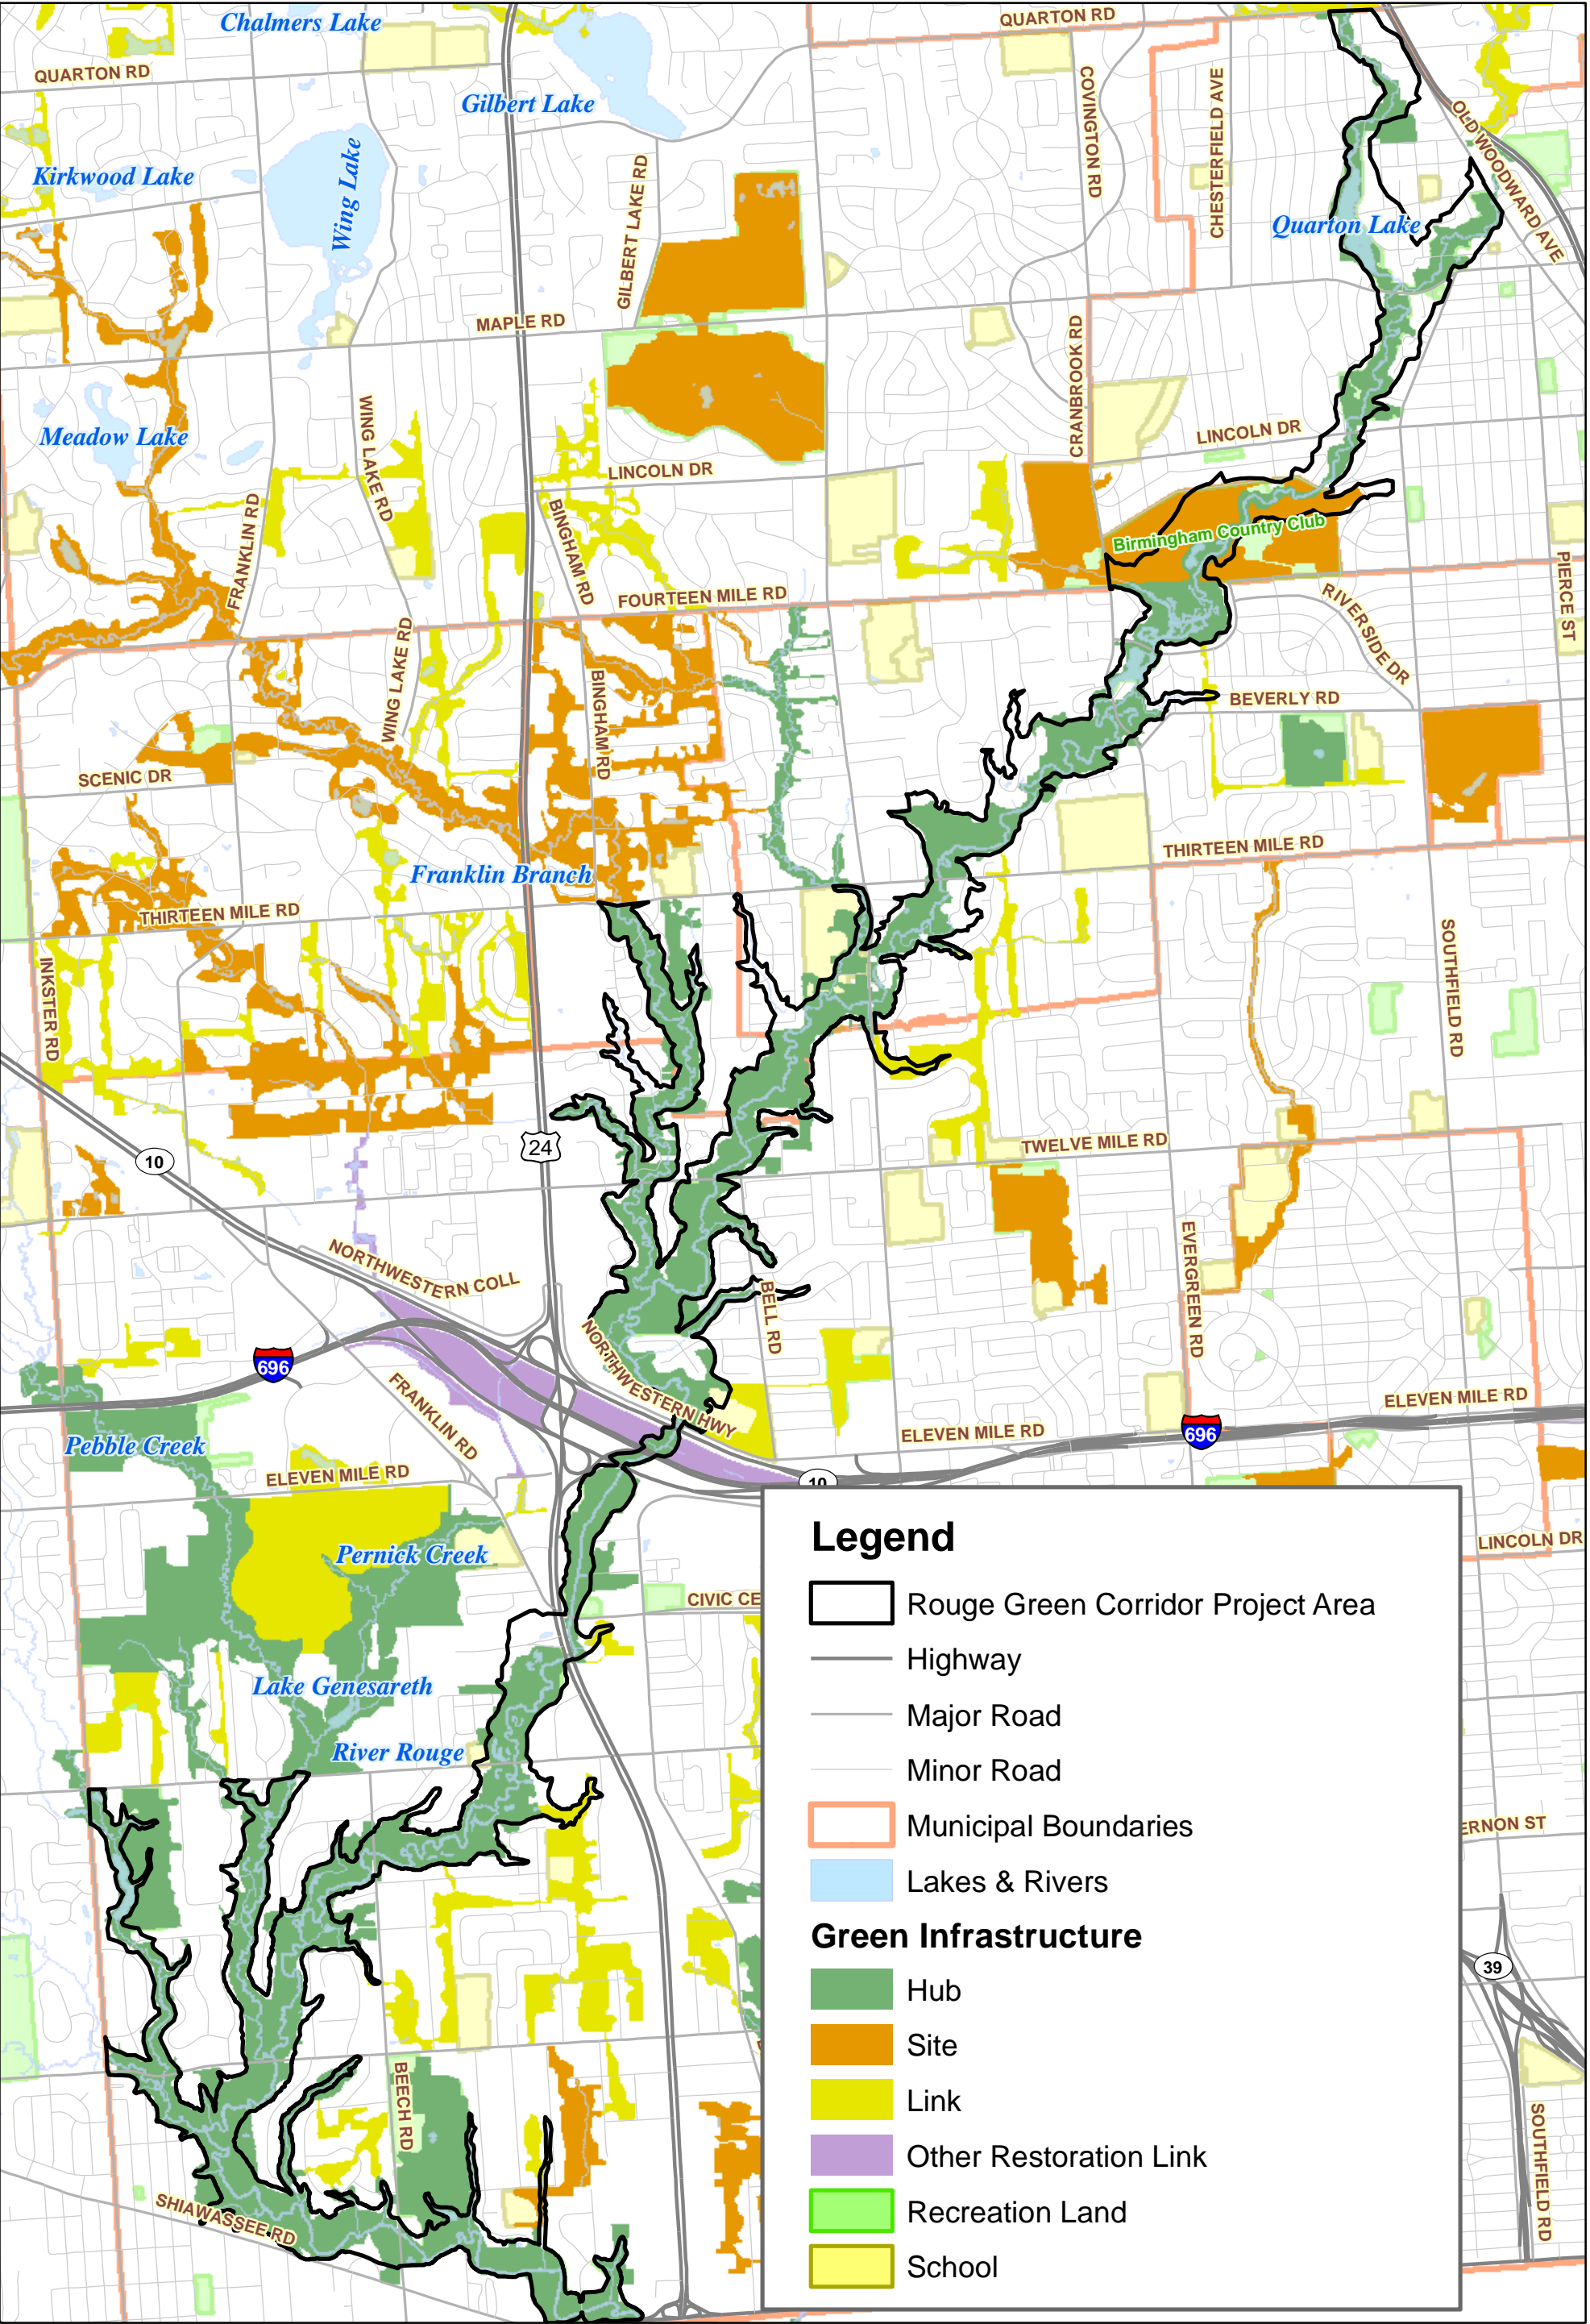 Chalmers Lake
QUARTON RD
QUARTON RD
Gilbert Lake
COVINGTON RD
CHESTERFIELD AVE
OLD WOODWARD AVE
Kirkwood Lake
Wing Lake
GILBERT LAKE RD
Quarton Lake
MAPLE RD
CRANBROOK RD
Meadow Lake
WING LAKE RD
LINCOLN DR
LINCOLN DR
FRANKLIN RD
BINGHAM RD
Birmingham Country Club
PIERCE ST
FOURTEEN MILE RD
RIVERSIDE DR
WING LAKE RD
BINGHAM RD
BEVERLY RD
SCENIC DR
THIRTEEN MILE RD
Franklin Branch
THIRTEEN MILE RD
INKSTER RD
SOUTHFIELD RD
10
24
TWELVE MILE RD
NORTHWESTERN COLL
BELL RD
EVERGREEN RD
NORTHWESTERN HWY
696
FRANKLIN RD
ELEVEN MILE RD
ELEVEN MILE RD
696
Pebble Creek
ELEVEN MILE RD
10
Pernick Creek
LINCOLN DR
CIVIC CE
Lake Genesareth
River Rouge
ERNON ST
39
BEECH RD
SHIAWASSEE RD
SOUTHFIELD RD
Legend
Rouge Green Corridor Project Area
Highway
Major Road
Minor Road
Municipal Boundaries
Lakes & Rivers
Green Infrastructure
Hub
Site
Link
Other Restoration Link
Recreation Land
School